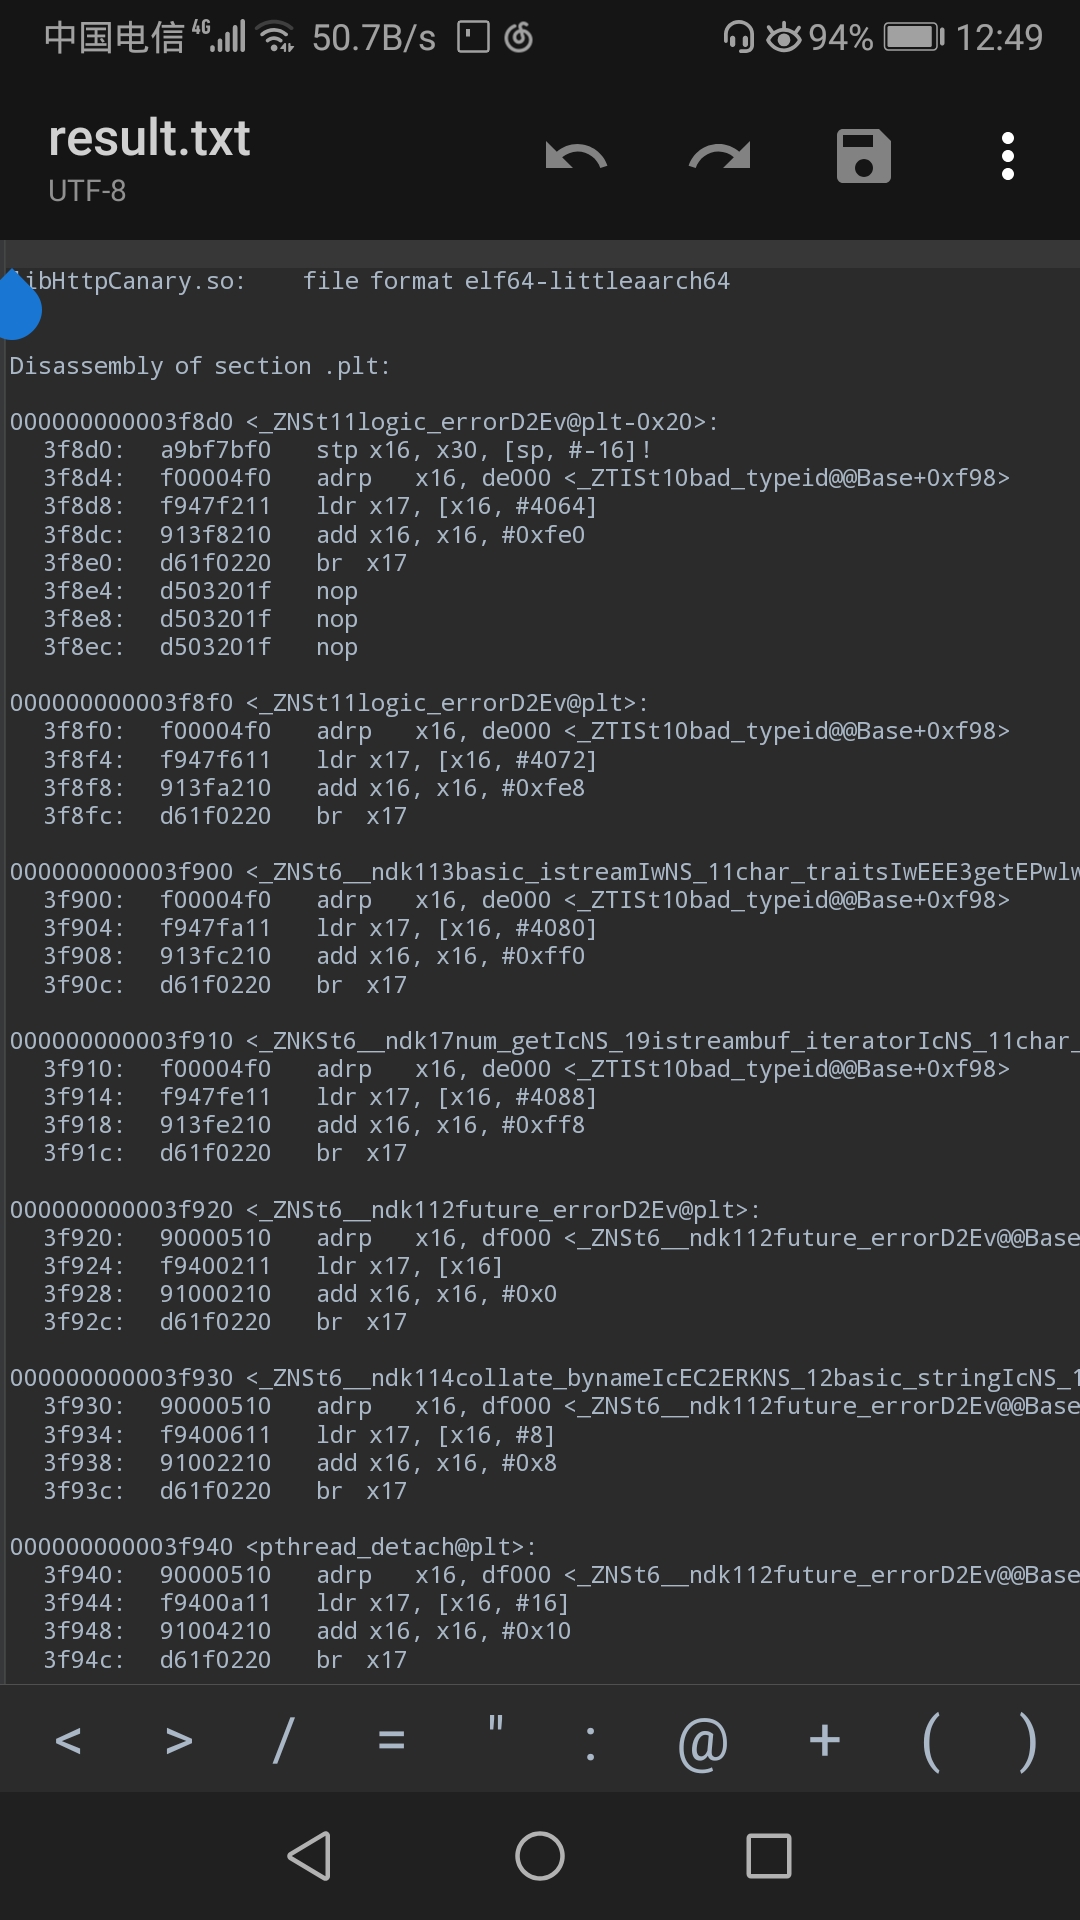 中国电信 4G 50.7B/s 94% 12:49
result.txt
UTF-8
libHttpCanary.so: file format elf64-littleaarch64
Disassembly of section .plt:
000000000003f8d0 <_ZNSt11logic_errorD2Ev@plt-0x20>:
3f8d0: a9bf7bf0 stp x16, x30, [sp, #-16]!
3f8d4: f00004f0 adrp x16, de000 <_ZTISt10bad_typeid@@Base+0xf98>
3f8d8: f947f211 ldr x17, [x16, #4064]
3f8dc: 913f8210 add x16, x16, #0xfe0
3f8e0: d61f0220 br x17
3f8e4: d503201f nop
3f8e8: d503201f nop
3f8ec: d503201f nop
000000000003f8f0 <_ZNSt11logic_errorD2Ev@plt>:
3f8f0: f00004f0 adrp x16, de000 <_ZTISt10bad_typeid@@Base+0xf98>
3f8f4: f947f611 ldr x17, [x16, #4072]
3f8f8: 913fa210 add x16, x16, #0xfe8
3f8fc: d61f0220 br x17
000000000003f900 <_ZNSt6__ndk113basic_istreamIwNS_11char_traitsIwEEE3getEPwlw
3f900: f00004f0 adrp x16, de000 <_ZTISt10bad_typeid@@Base+0xf98>
3f904: f947fa11 ldr x17, [x16, #4080]
3f908: 913fc210 add x16, x16, #0xff0
3f90c: d61f0220 br x17
000000000003f910 <_ZNKSt6__ndk17num_getIcNS_19istreambuf_iteratorIcNS_11char_
3f910: f00004f0 adrp x16, de000 <_ZTISt10bad_typeid@@Base+0xf98>
3f914: f947fe11 ldr x17, [x16, #4088]
3f918: 913fe210 add x16, x16, #0xff8
3f91c: d61f0220 br x17
000000000003f920 <_ZNSt6__ndk112future_errorD2Ev@plt>:
3f920: 90000510 adrp x16, df000 <_ZNSt6__ndk112future_errorD2Ev@@Base
3f924: f9400211 ldr x17, [x16]
3f928: 91000210 add x16, x16, #0x0
3f92c: d61f0220 br x17
000000000003f930 <_ZNSt6__ndk114collate_bynameIcEC2ERKNS_12basic_stringIcNS_1
3f930: 90000510 adrp x16, df000 <_ZNSt6__ndk112future_errorD2Ev@@Base
3f934: f9400611 ldr x17, [x16, #8]
3f938: 91002210 add x16, x16, #0x8
3f93c: d61f0220 br x17
000000000003f940 <pthread_detach@plt>:
3f940: 90000510 adrp x16, df000 <_ZNSt6__ndk112future_errorD2Ev@@Base
3f944: f9400a11 ldr x17, [x16, #16]
3f948: 91004210 add x16, x16, #0x10
3f94c: d61f0220 br x17
< > / = " : @ + ( )